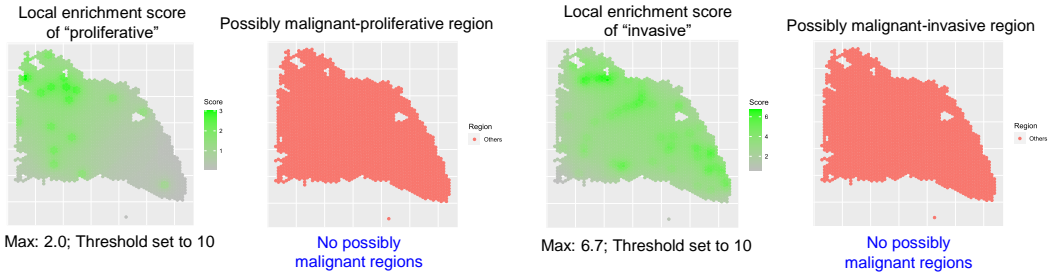 Local enrichment score
of “proliferative”
Score
3
2
1
Max: 2.0; Threshold set to 10
Possibly malignant-proliferative region
Region
Others
No possibly
malignant regions
Local enrichment score
of “invasive”
Score
6
4
2
Max: 6.7; Threshold set to 10
Possibly malignant-invasive region
Region
Others
No possibly
malignant regions